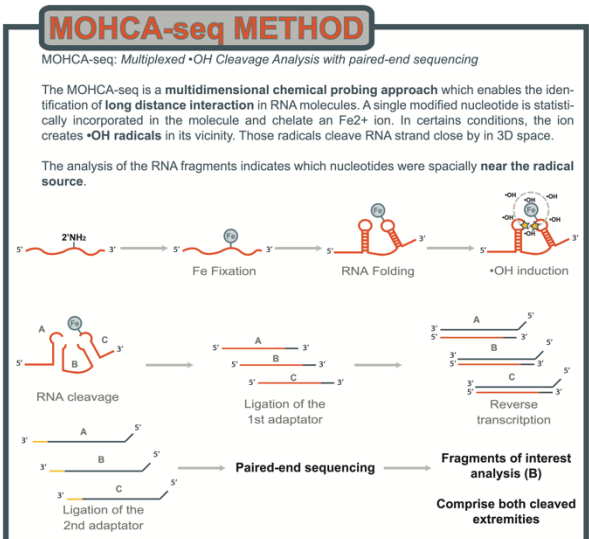 MOHCA-seq METHOD
MOHCA-seq: Multiplexed •OH Cleavage Analysis with paired-end sequencing
The MOHCA-seq is a multidimensional chemical probing approach which enables the iden-
tification of long distance interaction in RNA molecules. A single modified nucleotide is statisti-
cally incorporated in the molecule and chelate an Fe2+ ion. In certains conditions, the ion
creates •OH radicals in its vicinity. Those radicals cleave RNA strand close by in 3D space.
The analysis of the RNA fragments indicates which nucleotides were spacially near the radical
source.
5' 2'NH2 3'
5' Fe 3'
Fe Fixation
5' Fe 3'
RNA Folding
•OH •OH •OH •OH Fe •OH •OH •OH 5' 3'
•OH induction
A Fe C B 5' 3'
RNA cleavage
A
5' 3'
B
5' 3'
C
5' 3'
Ligation of the
1st adaptator
A
3' 5'
5'
B
3' 5'
5'
C
3' 5'
5'
Reverse
transcritption
A
3' 5'
B
3' 5'
C
3' 5'
Ligation of the
2nd adaptator
Paired-end sequencing
Fragments of interest
analysis (B)
Comprise both cleaved
extremities